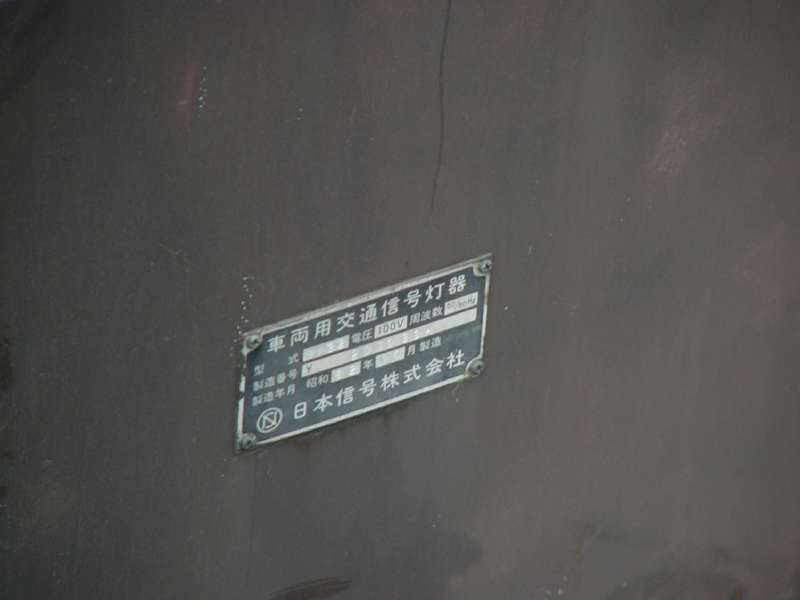 車両用交通信号灯器
型式 電圧 100V 周波数 50/60Hz
製造番号 Y
製造年月 昭和 年 月 製造
N 日本信号株式会社